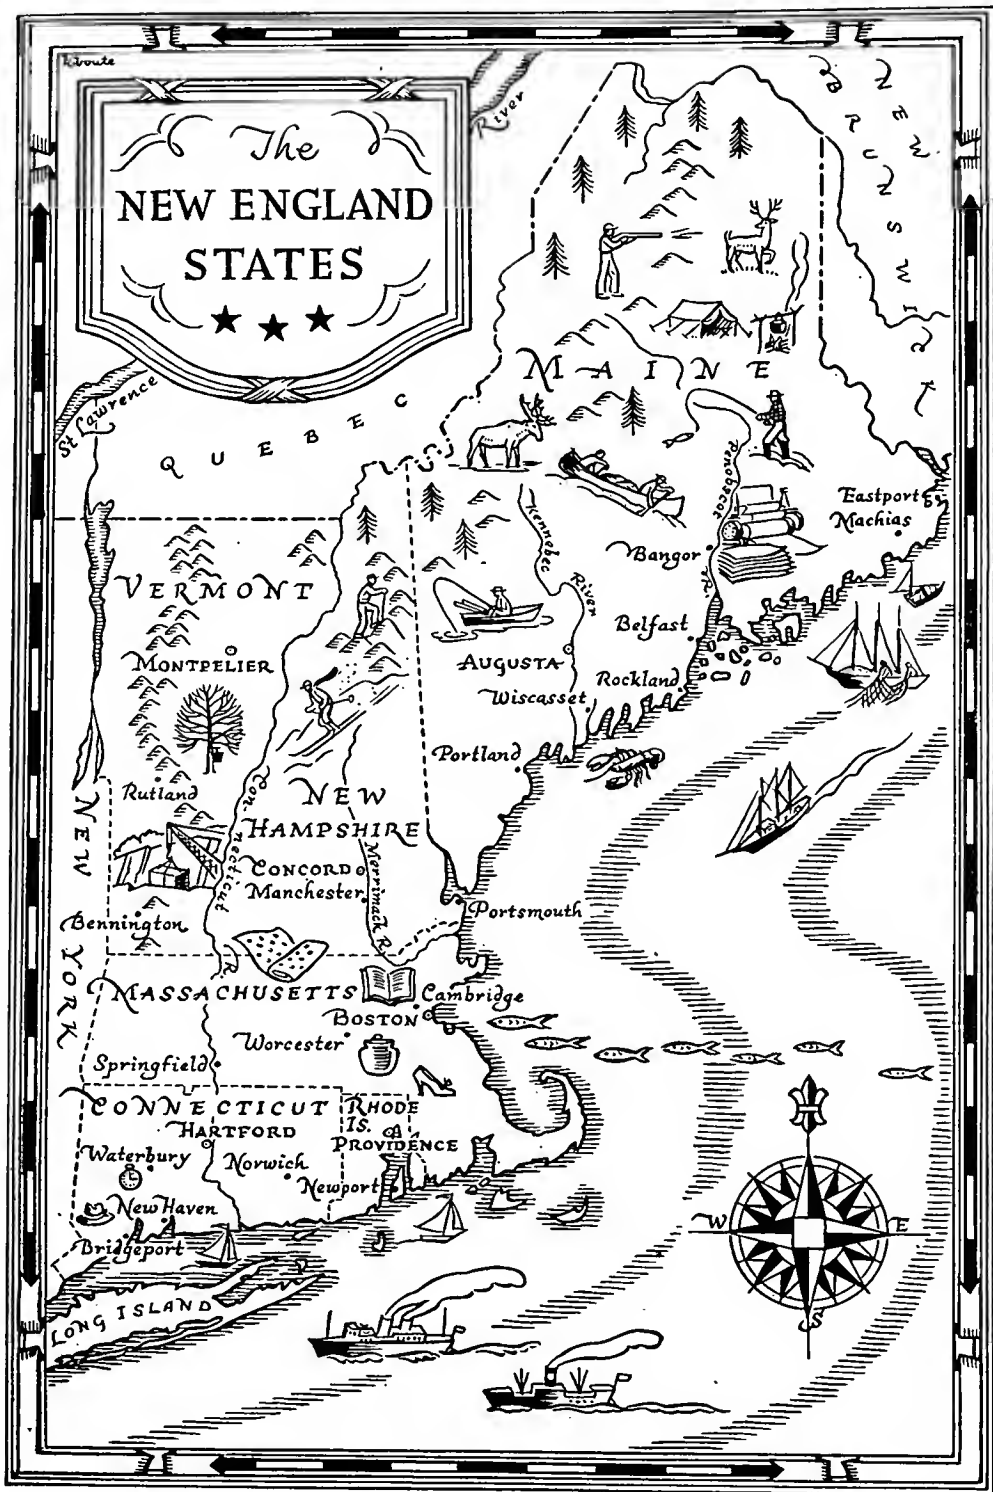 The
NEW ENGLAND
STATES
River
NEW
BRUNSWICK
MAINE
St Lawrence
QUEBEC
Penobscot
R.
Eastport
Machias
Kennebec
River
Bangor
VERMONT
Belfast
MONTPELIER
AUGUSTA
Rockland
Wiscasset
Portland
Rutland
Connecticut
R.
NEW
HAMPSHIRE
NEW YORK
CONCORD
Merrimack R.
Manchester
Portsmouth
Bennington
MASSACHUSETTS
Cambridge
BOSTON
Worcester
Springfield
CONNECTICUT
RHODE
IS.
HARTFORD
PROVIDENCE
Waterbury
Norwich
Newport
New Haven
Bridgeport
W
E
S
LONG ISLAND